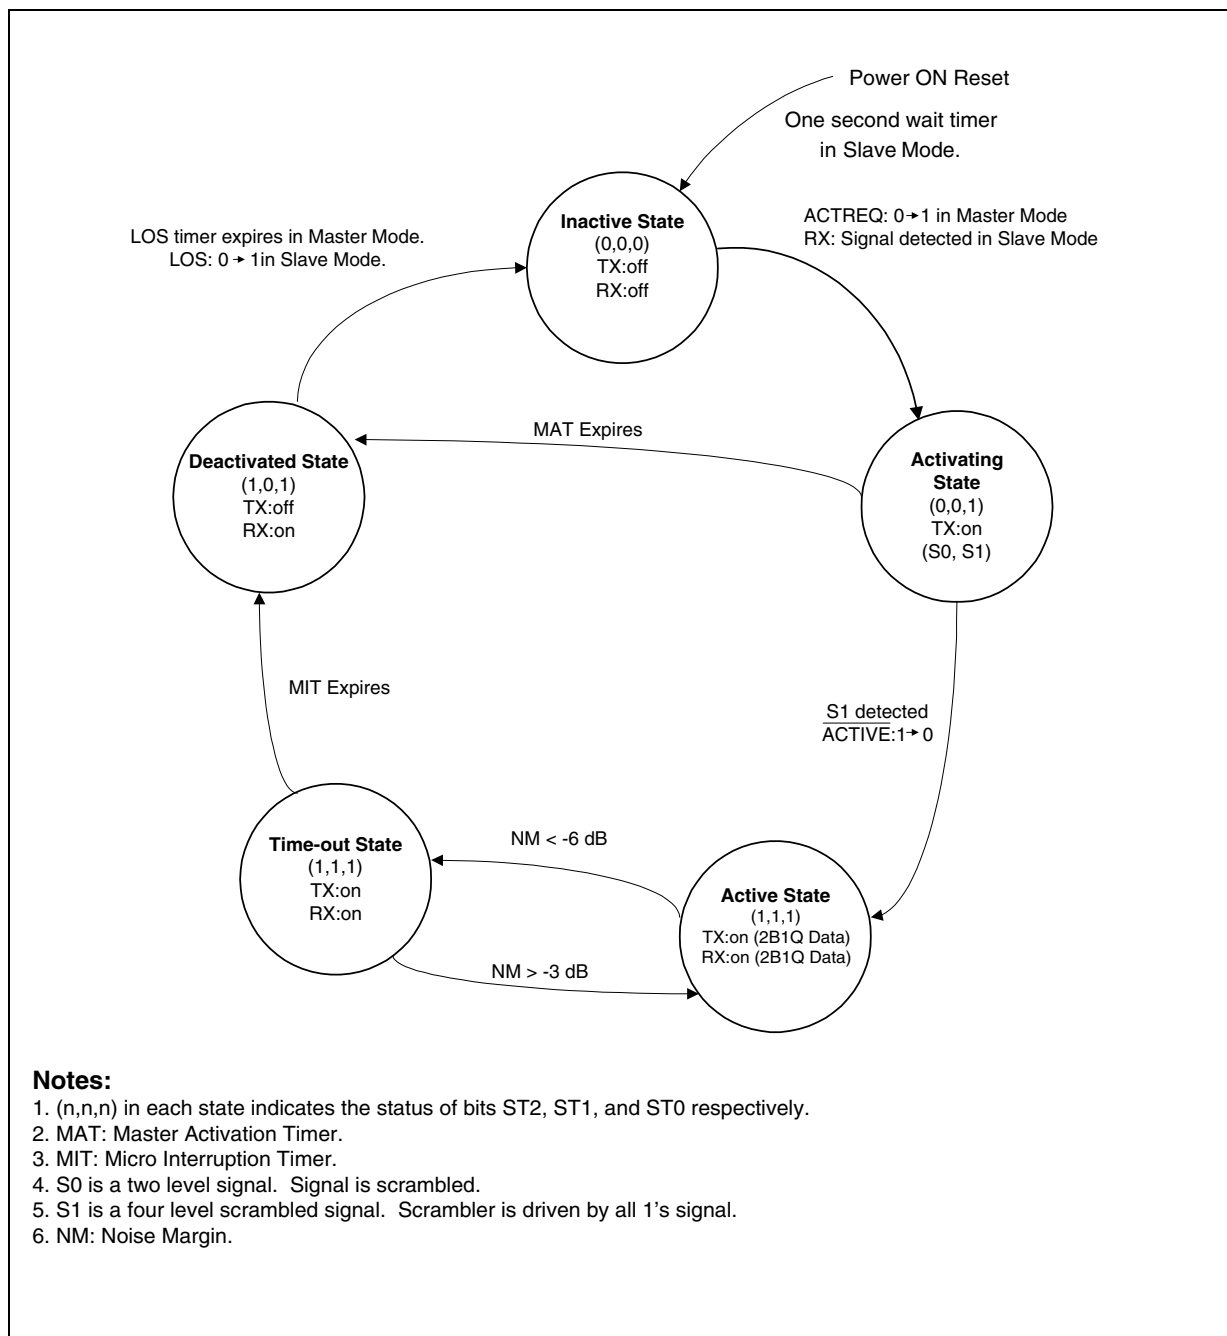 Power ON Reset
One second wait timer
in Slave Mode.
ACTREQ: 0→1 in Master Mode
RX: Signal detected in Slave Mode
LOS timer expires in Master Mode.
LOS: 0→1in Slave Mode.
Inactive State
(0,0,0)
TX:off
RX:off
MAT Expires
Deactivated State
(1,0,1)
TX:off
RX:on
Activating
State
(0,0,1)
TX:on
(S0, S1)
MIT Expires
S1 detected
ACTIVE:1→0
Time-out State
(1,1,1)
TX:on
RX:on
NM < -6 dB
NM > -3 dB
Active State
(1,1,1)
TX:on (2B1Q Data)
RX:on (2B1Q Data)
Notes:
1. (n,n,n) in each state indicates the status of bits ST2, ST1, and ST0 respectively.
2. MAT: Master Activation Timer.
3. MIT: Micro Interruption Timer.
4. S0 is a two level signal.  Signal is scrambled.
5. S1 is a four level scrambled signal.  Scrambler is driven by all 1's signal.
6. NM: Noise Margin.